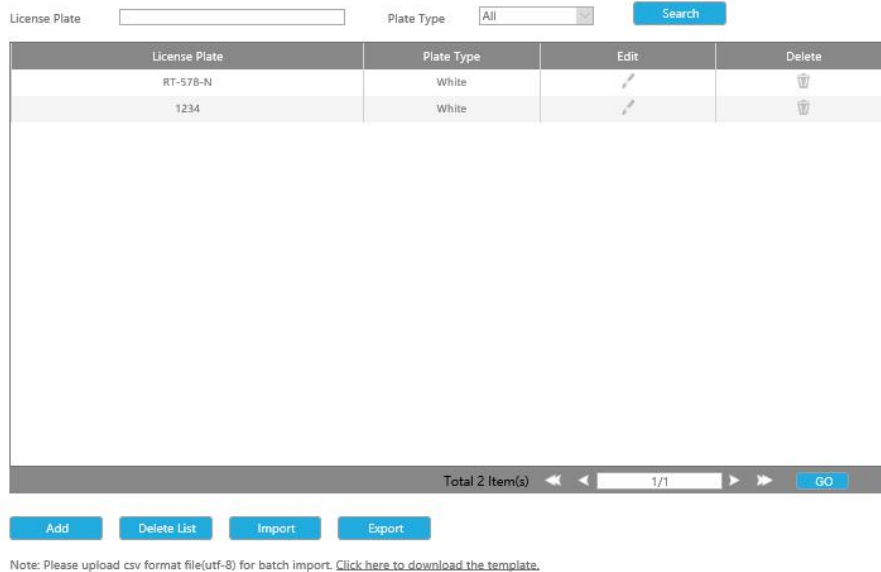 License Plate Plate Type All Search
License Plate Plate Type Edit Delete
RT-578-N White
1234 White
Total 2 Item(s) 1/1 GO
Add Delete List Import Export
Note: Please upload csv format file(utf-8) for batch import. Click here to download the template.